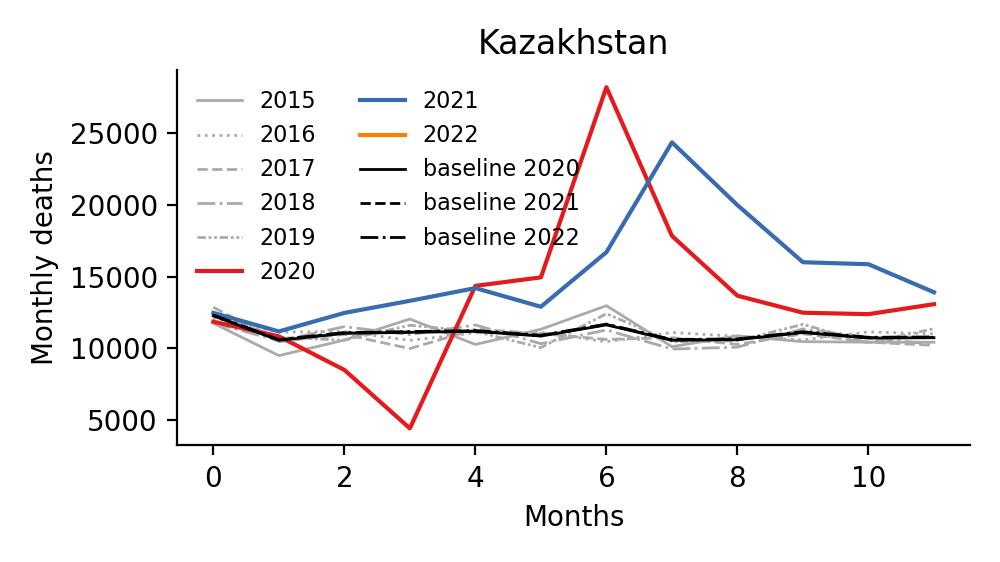 Kazakhstan
Monthly deaths
25000
20000
15000
10000
5000
2015
2016
2017
2018
2019
2020
2021
2022
baseline 2020
baseline 2021
baseline 2022
0 2 4 6 8 10
Months